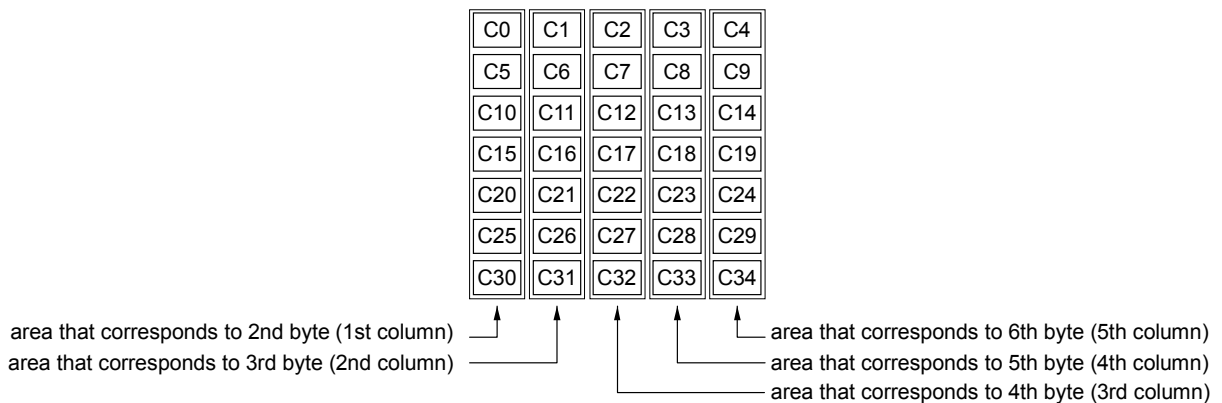 C0 C1 C2 C3 C4
C5 C6 C7 C8 C9
C10 C11 C12 C13 C14
C15 C16 C17 C18 C19
C20 C21 C22 C23 C24
C25 C26 C27 C28 C29
C30 C31 C32 C33 C34
area that corresponds to 2nd byte (1st column)
area that corresponds to 3rd byte (2nd column)
area that corresponds to 6th byte (5th column)
area that corresponds to 5th byte (4th column)
area that corresponds to 4th byte (3rd column)